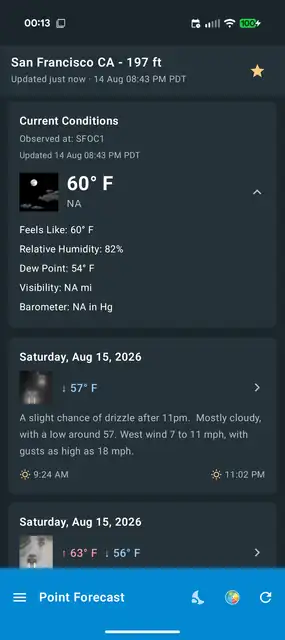 00:13
100
San Francisco CA - 197 ft
Updated just now · 14 Aug 08:43 PM PDT
Current Conditions
Observed at: SFOC1
Updated 14 Aug 08:43 PM PDT
60° F
NA
Feels Like: 60° F
Relative Humidity: 82%
Dew Point: 54° F
Visibility: NA mi
Barometer: NA in Hg
Saturday, Aug 15, 2026
↓ 57° F
A slight chance of drizzle after 11pm.  Mostly cloudy,
with a low around 57. West wind 7 to 11 mph, with
gusts as high as 18 mph.
9:24 AM
11:02 PM
Saturday, Aug 15, 2026
↑ 63° F ↓ 56° F
Point Forecast